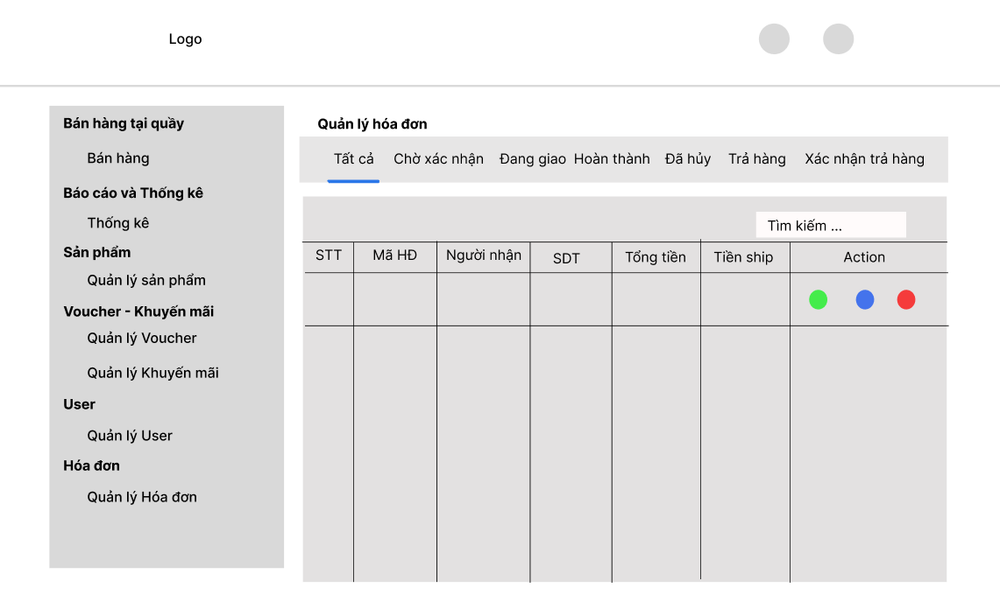 Logo
Bán hàng tại quầy
Bán hàng
Báo cáo và Thống kê
Thống kê
Sản phẩm
Quản lý sản phẩm
Voucher - Khuyến mãi
Quản lý Voucher
Quản lý Khuyến mãi
User
Quản lý User
Hóa đơn
Quản lý Hóa đơn
Quản lý hóa đơn
Tất cả Chờ xác nhận Đang giao Hoàn thành Đã hủy Trả hàng Xác nhận trả hàng
Tìm kiếm ...
STT Mã HĐ Người nhận SDT Tổng tiền Tiền ship Action